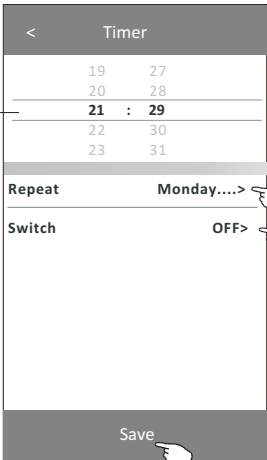 < Timer
19 27
20 28
21 : 29
22 30
23 31
Repeat Monday....>
Switch OFF>
Save